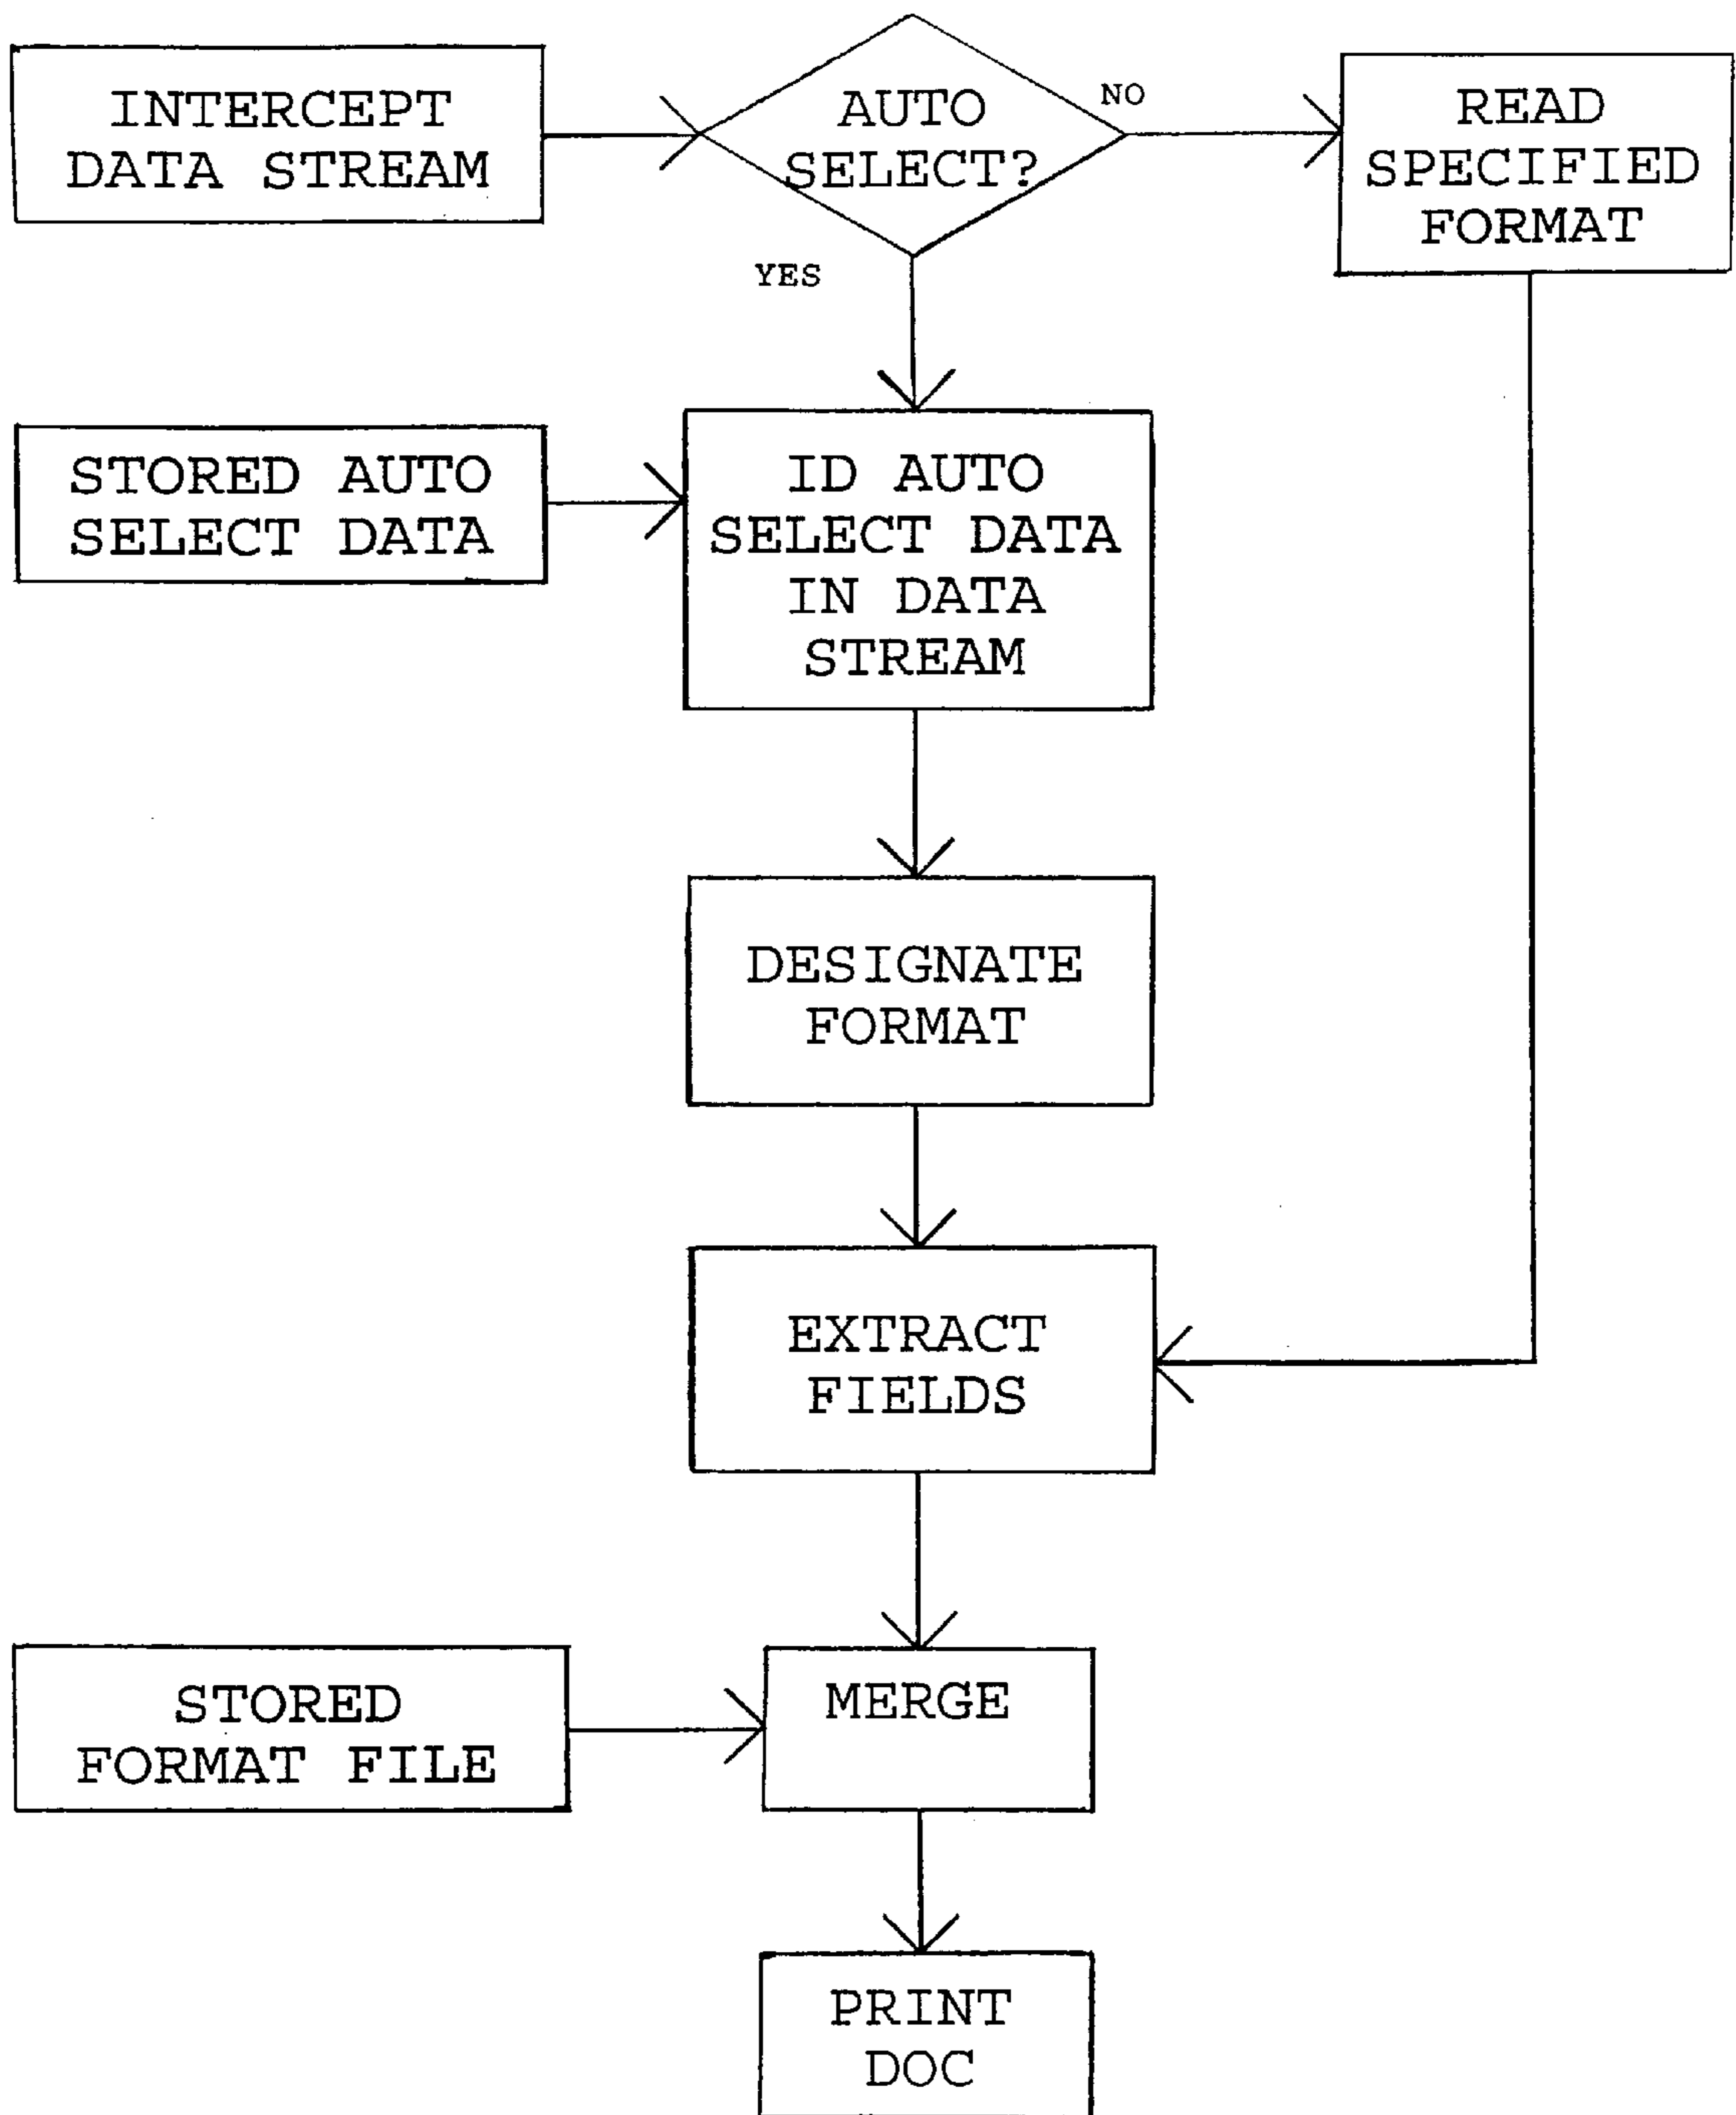 INTERCEPT
DATA STREAM
AUTO
SELECT?
NO
YES
READ
SPECIFIED
FORMAT
STORED AUTO
SELECT DATA
ID AUTO
SELECT DATA
IN DATA
STREAM
DESIGNATE
FORMAT
EXTRACT
FIELDS
STORED
FORMAT FILE
MERGE
PRINT
DOC